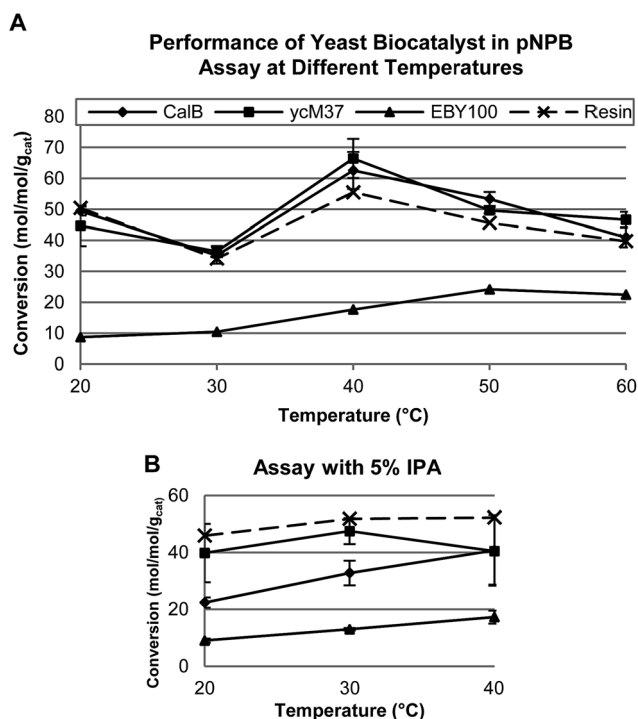 A
Performance of Yeast Biocatalyst in pNPB
Assay at Different Temperatures
CalB ycM37 EBY100 Resin
80
70
60
50
40
30
20
10
0
Conversion (mol/mol/gcat)
20 30 40 50 60
Temperature (°C)
B
Assay with 5% IPA
60
40
20
0
Conversion (mol/mol/gcat)
20 30 40
Temperature (°C)